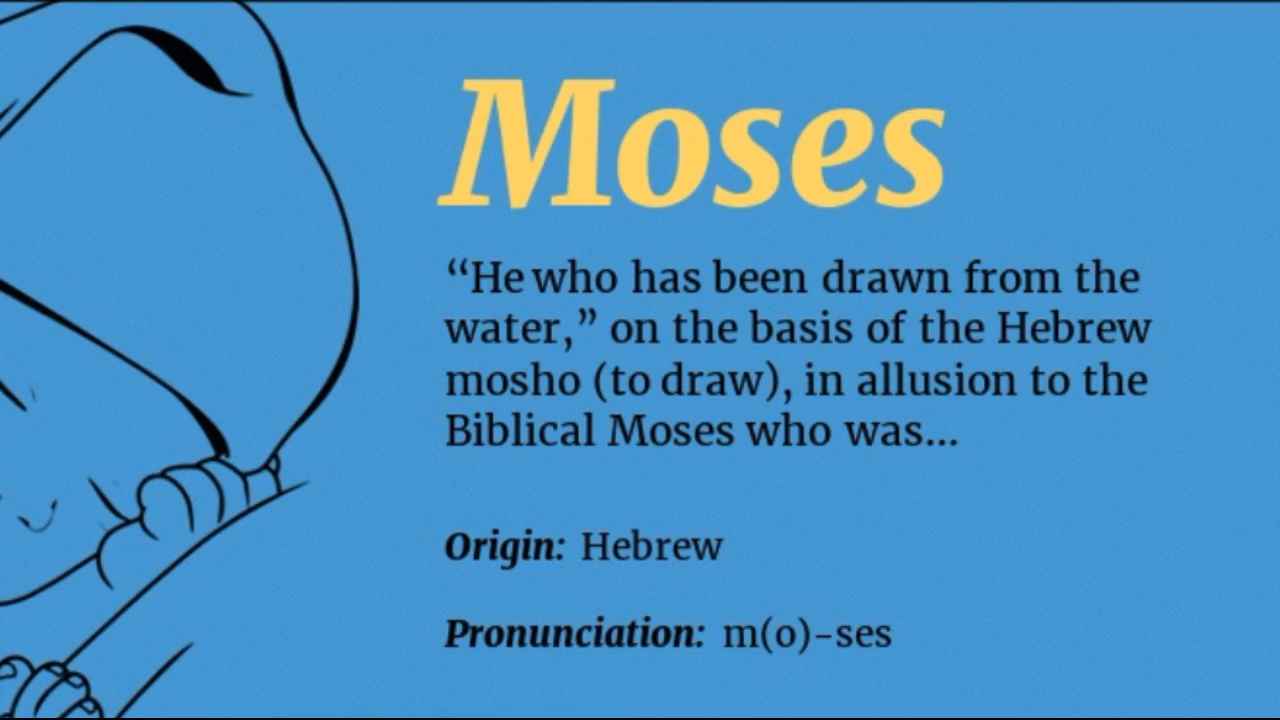 Moses
“He who has been drawn from the
water,” on the basis of the Hebrew
mosho (to draw), in allusion to the
Biblical Moses who was...
Origin: Hebrew
Pronunciation: m(o)-ses